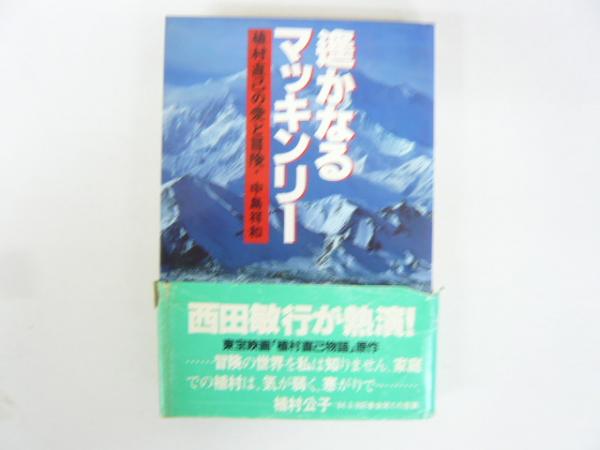 遙かなる
マッキンリー
植村直己の愛と冒険・中島祥和
西田敏行が熱演!
東宝映画「植村直己物語」原作
……冒険の世界を私は知りません。家庭
での植村は、気が弱く、寒がりで………
植村公子